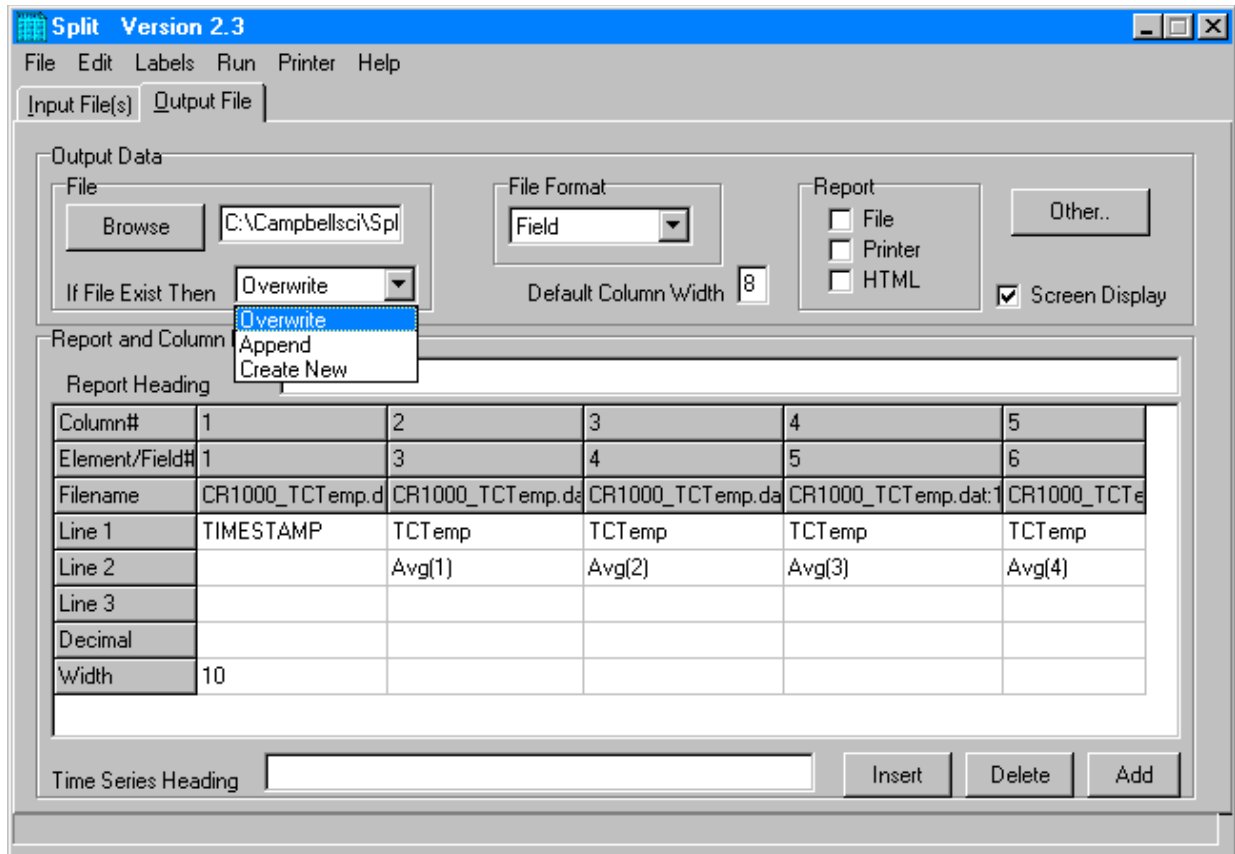 Split Version 2.3
File Edit Labels Run Printer Help
Input File(s) Output File
Output Data
File
Browse C:\Campbellsci\Spl
If File Exist Then Overwrite
Overwrite
Append
Create New
File Format
Field
Default Column Width 8
Report
File
Printer
HTML
Other..
Screen Display
Report and Column
Report Heading
Column# 1 2 3 4 5
Element/Field# 1 3 4 5 6
Filename CR1000_TCTemp.d CR1000_TCTemp.da CR1000_TCTemp.da CR1000_TCTemp.dat:1 CR1000_TCTe
Line 1 TIMESTAMP TCTemp TCTemp TCTemp TCTemp
Line 2 Avg(1) Avg(2) Avg(3) Avg(4)
Line 3
Decimal
Width 10
Time Series Heading Insert Delete Add